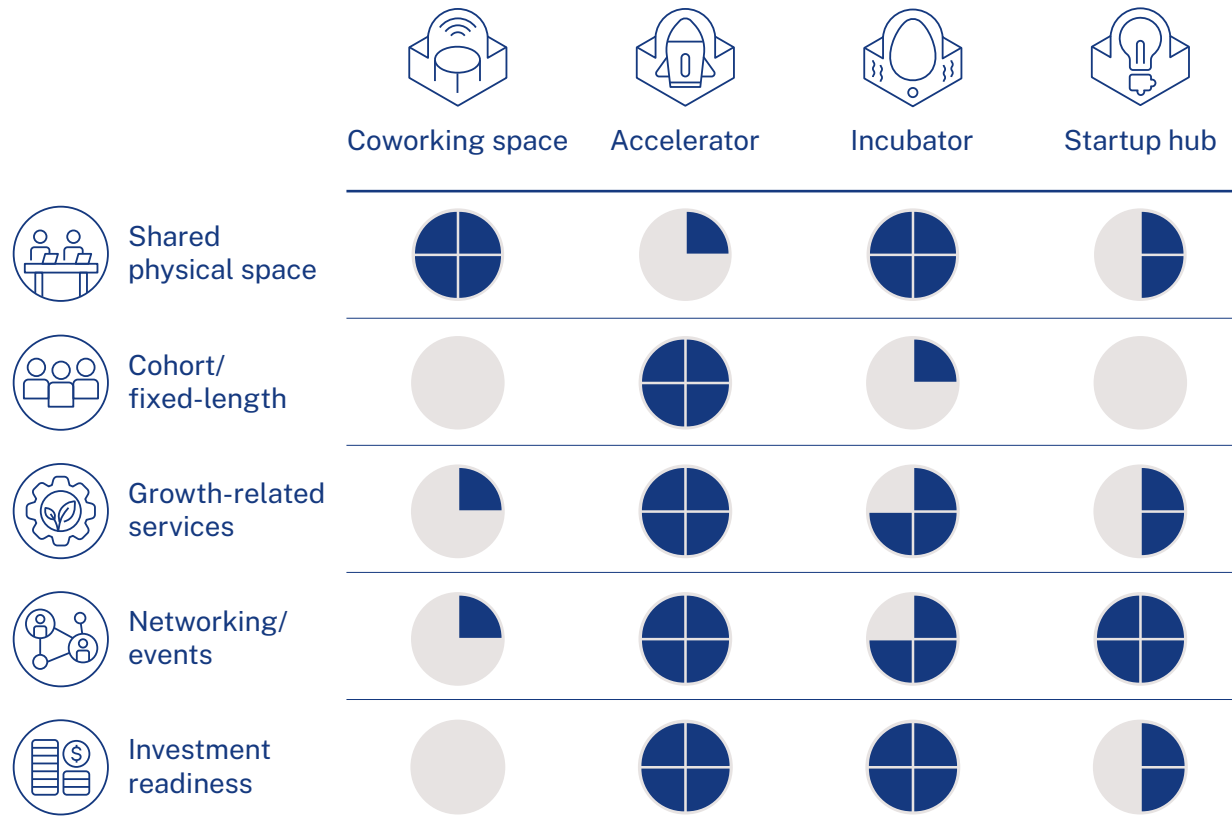 Coworking space
Accelerator
Incubator
Startup hub
Shared
physical space
Cohort/
fixed-length
Growth-related
services
Networking/
events
Investment
readiness
$